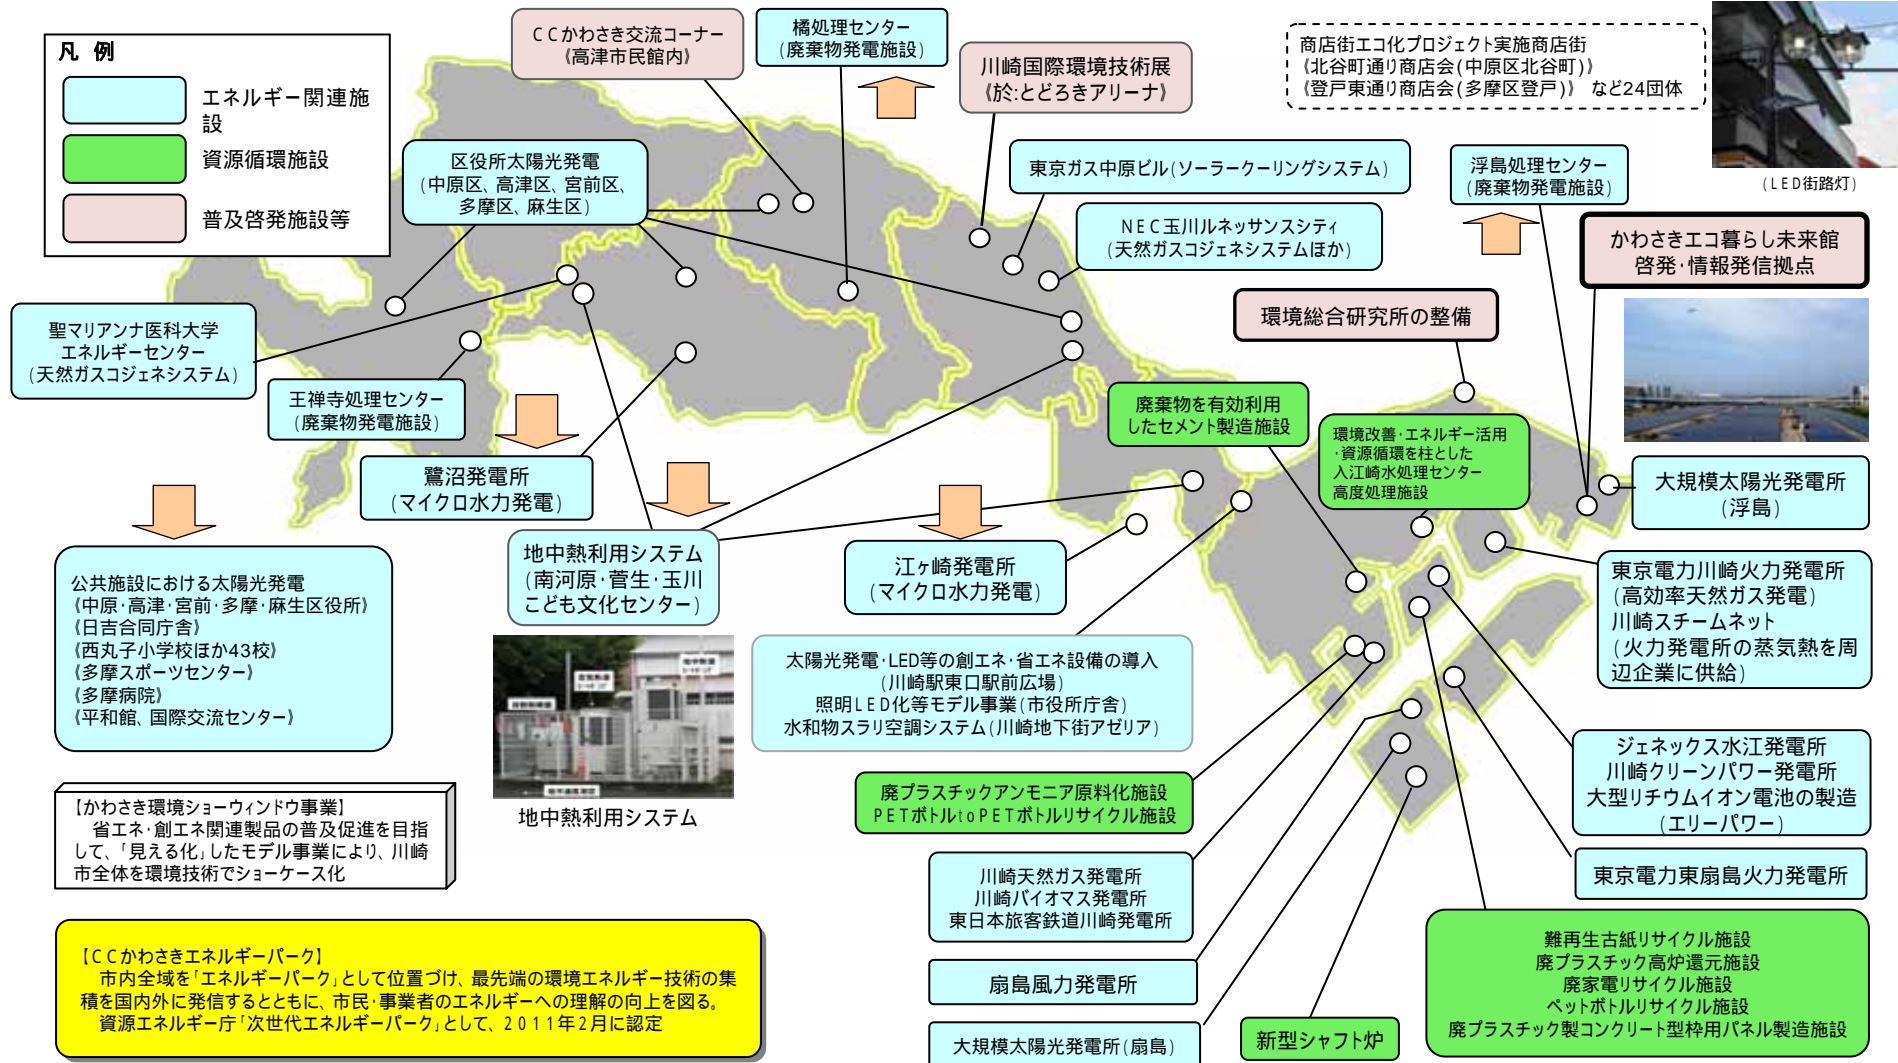 凡 例
エネルギー関連施
設
資源循環施設
普及啓発施設等
CCかわさき交流コーナー
《高津市民館内》
橘処理センター
(廃棄物発電施設)
川崎国際環境技術展
《於:とどろきアリーナ》
商店街エコ化プロジェクト実施商店街
《北谷町通り商店会(中原区北谷町)》
《登戸東通り商店会(多摩区登戸)》 など24団体
(LED街路灯)
区役所太陽光発電
(中原区、高津区、宮前区、
多摩区、麻生区)
東京ガス中原ビル(ソーラークーリングシステム)
浮島処理センター
(廃棄物発電施設)
NEC玉川ルネッサンスシティ
(天然ガスコジェネシステムほか)
かわさきエコ暮らし未来館
啓発・情報発信拠点
環境総合研究所の整備
聖マリアンナ医科大学
エネルギーセンター
(天然ガスコジェネシステム)
王禅寺処理センター
(廃棄物発電施設)
廃棄物を有効利用
したセメント製造施設
環境改善・エネルギー活用
・資源循環を柱とした
入江崎水処理センター
高度処理施設
鷺沼発電所
(マイクロ水力発電)
大規模太陽光発電所
(浮島)
地中熱利用システム
(南河原・菅生・玉川
こども文化センター)
江ヶ崎発電所
(マイクロ水力発電)
東京電力川崎火力発電所
(高効率天然ガス発電)
川崎スチームネット
(火力発電所の蒸気熱を周
辺企業に供給)
公共施設における太陽光発電
《中原・高津・宮前・多摩・麻生区役所》
《日吉合同庁舎》
《西丸子小学校ほか43校》
《多摩スポーツセンター》
《多摩病院》
《平和館、国際交流センター》
太陽光発電・LED等の創エネ・省エネ設備の導入
(川崎駅東口駅前広場)
照明LED化等モデル事業(市役所庁舎)
水和物スラリ空調システム(川崎地下街アゼリア)
地中熱利用システム
ジェネックス水江発電所
川崎クリーンパワー発電所
大型リチウムイオン電池の製造
(エリーパワー)
廃プラスチックアンモニア原料化施設
PETボトルtoPETボトルリサイクル施設
【かわさき環境ショーウィンドウ事業】
省エネ・創エネ関連製品の普及促進を目指
して、「見える化」したモデル事業により、川崎
市全体を環境技術でショーケース化
川崎天然ガス発電所
川崎バイオマス発電所
東日本旅客鉄道川崎発電所
東京電力東扇島火力発電所
【CCかわさきエネルギーパーク】
市内全域を「エネルギーパーク」として位置づけ、最先端の環境エネルギー技術の集
積を国内外に発信するとともに、市民・事業者のエネルギーへの理解の向上を図る。
資源エネルギー庁「次世代エネルギーパーク」として、2011年2月に認定
扇島風力発電所
大規模太陽光発電所(扇島)
新型シャフト炉
難再生古紙リサイクル施設
廃プラスチック高炉還元施設
廃家電リサイクル施設
ペットボトルリサイクル施設
廃プラスチック製コンクリート型枠用パネル製造施設